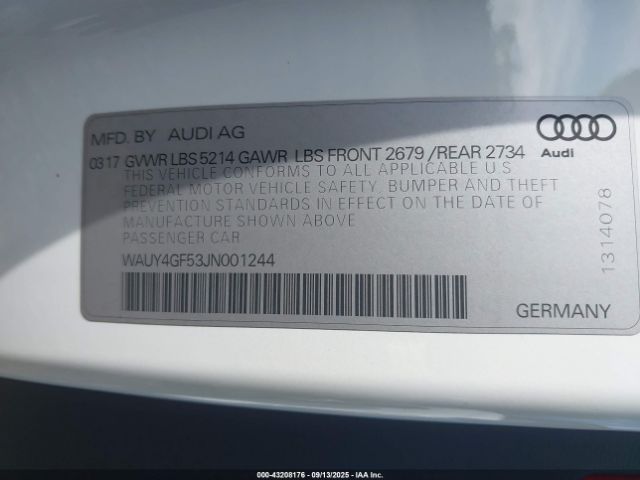 MFD. BY AUDI AG
0317 GVWR LBS 5214 GAWR LBS FRONT 2679 /REAR 2734
Audi
THIS VEHICLE CONFORMS TO ALL APPLICABLE U.S
FEDERAL MOTOR VEHICLE SAFETY, BUMPER AND THEFT
PREVENTION STANDARDS IN EFFECT ON THE DATE OF
MANUFACTURE SHOWN ABOVE
PASSENGER CAR
WAUY4GF53JN001244
1314078
GERMANY
000-43208176 - 09/13/2025 - IAA Inc.